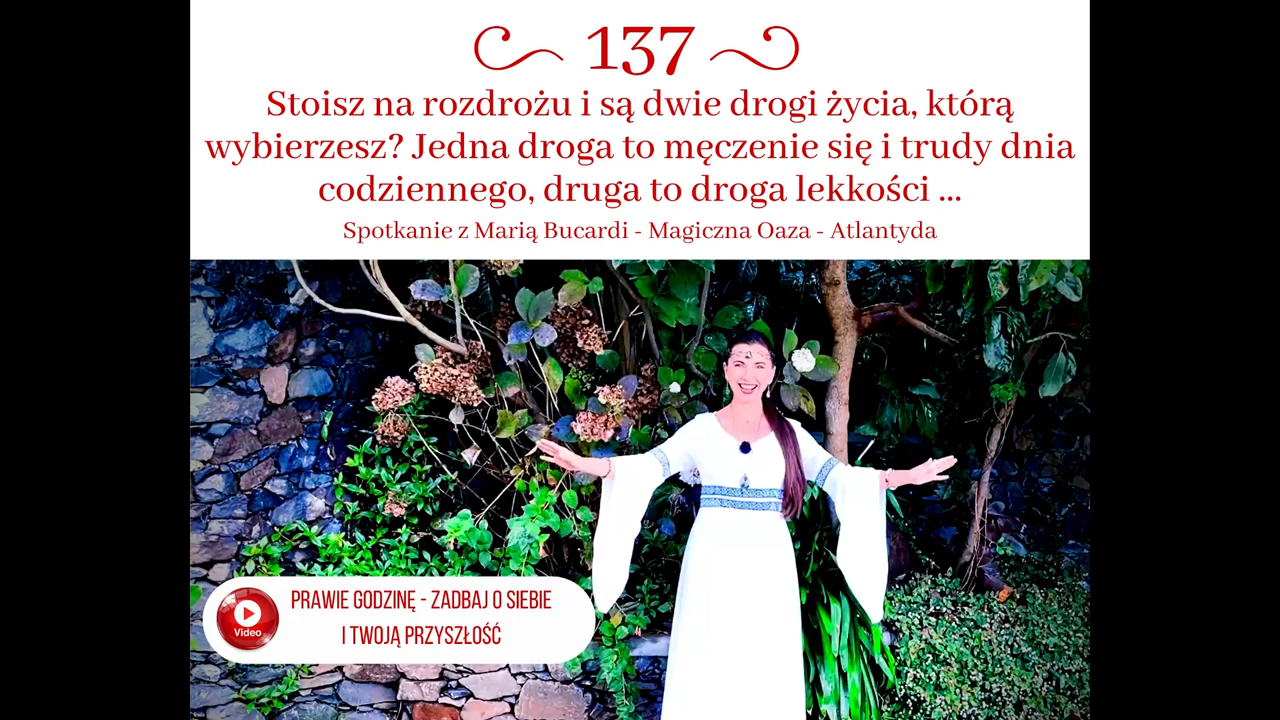 137
Stoisz na rozdrożu i są dwie drogi życia, którą
wybierzesz? Jedna droga to męczenie się i trudy dnia
codziennego, druga to droga lekkości ...
Spotkanie z Marią Bucardi - Magiczna Oaza - Atlantyda
PRAWIE GODZINĘ - ZADBAJ O SIEBIE
I TWOJĄ PRZYSZŁOŚĆ
Video